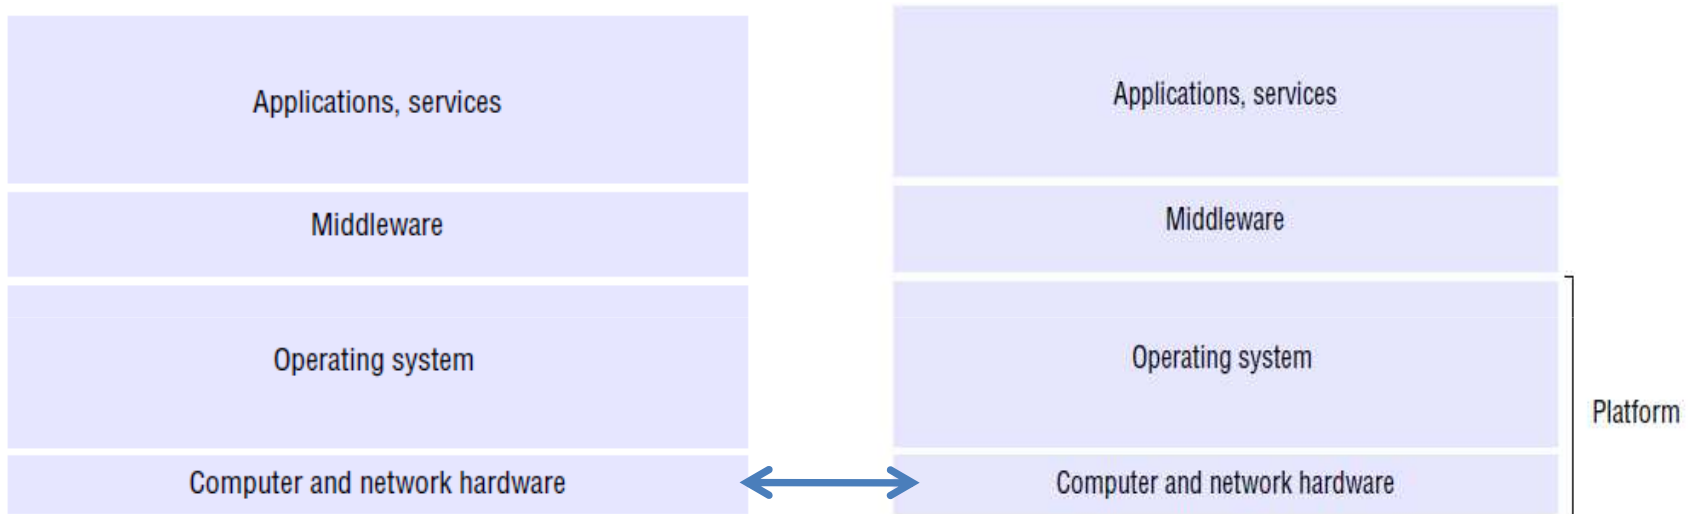 Applications, services
Middleware
Operating system
Computer and network hardware
Applications, services
Middleware
Operating system
Computer and network hardware
Platform